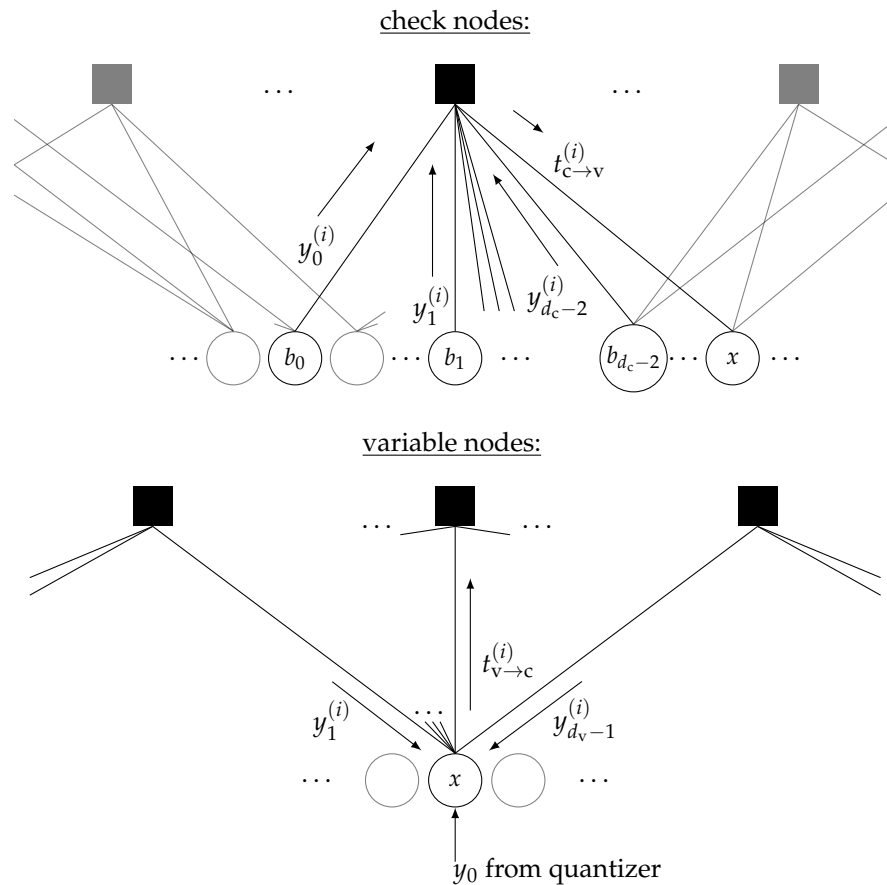 check nodes:
... ...
t_{c→v}^{(i)}
y_0^{(i)}
y_1^{(i)} y_{d_c−2}^{(i)}
... b_0 ... b_1 ... b_{d_c−2} ... x ...
variable nodes:
... ...
t_{v→c}^{(i)}
y_1^{(i)} ... y_{d_v−1}^{(i)}
... x ...
y_0 from quantizer